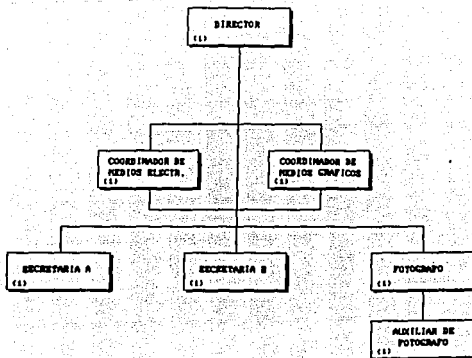 DIRECTOR
(1)
COORDINADOR DE
MEDIOS ELECTR.
(1)
COORDINADOR DE
MEDIOS GRAFICOS
(1)
SECRETARIA A
(1)
SECRETARIA B
(1)
FOTOGRAFO
(1)
AUXILIAR DE
FOTOGRAFO
(1)